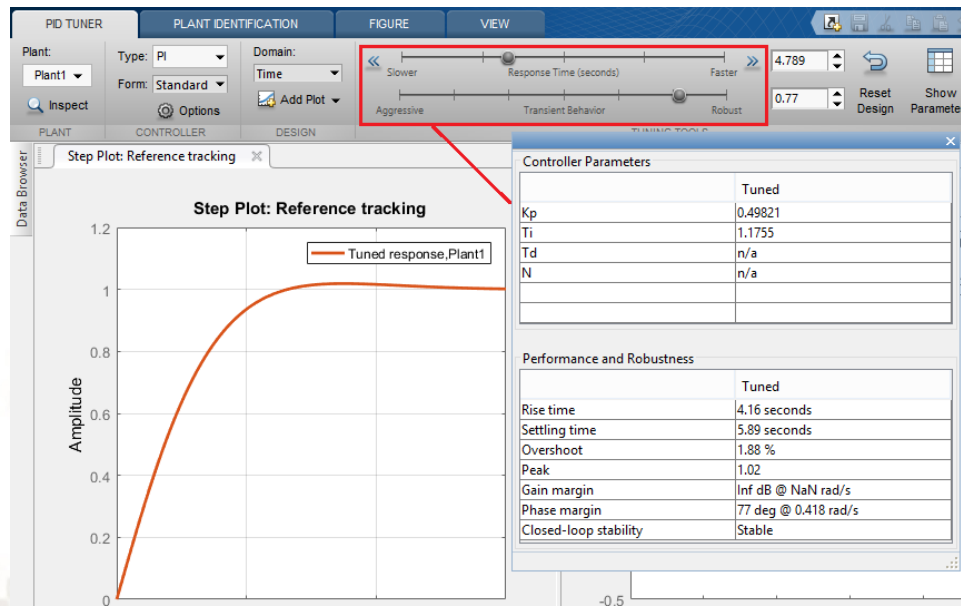 PID TUNER PLANT IDENTIFICATION FIGURE VIEW
Plant:
Plant1
Inspect
PLANT
Type: PI
Form: Standard
Options
CONTROLLER
Domain:
Time
Add Plot
DESIGN
Slower Response Time (seconds) Faster
4.789
Aggressive Transient Behavior Robust
0.77
Reset
Design
Show
Paramete
TUNING TOOLS
Data Browser
Step Plot: Reference tracking
Step Plot: Reference tracking
Tuned response,Plant1
Amplitude
1.2
1
0.8
0.6
0.4
0.2
0
-0.5
Controller Parameters
Tuned
Kp 0.49821
Ti 1.1755
Td n/a
N n/a
Performance and Robustness
Tuned
Rise time 4.16 seconds
Settling time 5.89 seconds
Overshoot 1.88 %
Peak 1.02
Gain margin Inf dB @ NaN rad/s
Phase margin 77 deg @ 0.418 rad/s
Closed-loop stability Stable